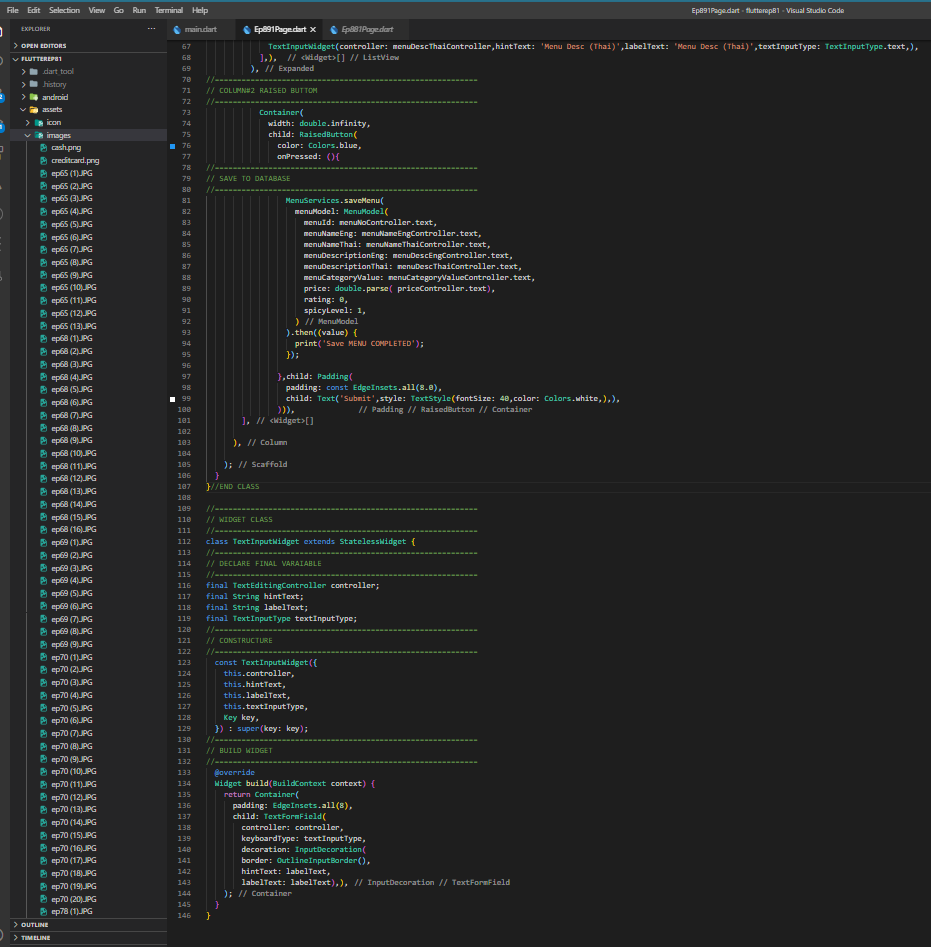 File Edit Selection View Go Run Terminal Help
Ep891Page.dart - flutterep81 - Visual Studio Code
EXPLORER ...
OPEN EDITORS
FLUTTEREP81
.dart_tool
.history
android
assets
icon
images
cash.png
creditcard.png
ep65 (1).JPG
ep65 (2).JPG
ep65 (3).JPG
ep65 (4).JPG
ep65 (5).JPG
ep65 (6).JPG
ep65 (7).JPG
ep65 (8).JPG
ep65 (9).JPG
ep65 (10).JPG
ep65 (11).JPG
ep65 (12).JPG
ep65 (13).JPG
ep68 (1).JPG
ep68 (2).JPG
ep68 (3).JPG
ep68 (4).JPG
ep68 (5).JPG
ep68 (6).JPG
ep68 (7).JPG
ep68 (8).JPG
ep68 (9).JPG
ep68 (10).JPG
ep68 (11).JPG
ep68 (12).JPG
ep68 (13).JPG
ep68 (14).JPG
ep68 (15).JPG
ep68 (16).JPG
ep69 (1).JPG
ep69 (2).JPG
ep69 (3).JPG
ep69 (4).JPG
ep69 (5).JPG
ep69 (6).JPG
ep69 (7).JPG
ep69 (8).JPG
ep69 (9).JPG
ep70 (1).JPG
ep70 (2).JPG
ep70 (3).JPG
ep70 (4).JPG
ep70 (5).JPG
ep70 (6).JPG
ep70 (7).JPG
ep70 (8).JPG
ep70 (9).JPG
ep70 (10).JPG
ep70 (11).JPG
ep70 (12).JPG
ep70 (13).JPG
ep70 (14).JPG
ep70 (15).JPG
ep70 (16).JPG
ep70 (17).JPG
ep70 (18).JPG
ep70 (19).JPG
ep70 (20).JPG
ep78 (1).JPG
OUTLINE
TIMELINE
main.dart Ep891Page.dart Ep881Page.dart
67 TextInputWidget(controller: menuDescThaiController,hintText: 'Menu Desc (Thai)',labelText: 'Menu Desc (Thai)',textInputType: TextInputType.text,),
68 ],), // <Widget>[] // ListView
69 ), // Expanded
70 //==========================================================
71 // COLUMN#2 RAISED BUTTOM
72 //==========================================================
73 Container(
74 width: double.infinity,
75 child: RaisedButton(
76 color: Colors.blue,
77 onPressed: (){
78 //==========================================================
79 // SAVE TO DATABASE
80 //==========================================================
81 MenuServices.saveMenu(
82 menuModel: MenuModel(
83 menuId: menuNoController.text,
84 menuNameEng: menuNameEngController.text,
85 menuNameThai: menuNameThaiController.text,
86 menuDescriptionEng: menuDescEngController.text,
87 menuDescriptionThai: menuDescThaiController.text,
88 menuCategoryValue: menuCategoryValueController.text,
89 price: double.parse( priceController.text),
90 rating: 0,
91 spicyLevel: 1,
92 ) // MenuModel
93 ).then((value) {
94 print('Save MENU COMPLETED');
95 });
96
97 },child: Padding(
98 padding: const EdgeInsets.all(8.0),
99 child: Text('Submit',style: TextStyle(fontSize: 40,color: Colors.white,),),
100 ))), // Padding // RaisedButton // Container
101 ], // <Widget>[]
102
103 ), // Column
104
105 ); // Scaffold
106 }
107 }//END CLASS
108
109 //==========================================================
110 // WIDGET CLASS
111 //==========================================================
112 class TextInputWidget extends StatelessWidget {
113 //==========================================================
114 // DECLARE FINAL VARAIABLE
115 //==========================================================
116 final TextEditingController controller;
117 final String hintText;
118 final String labelText;
119 final TextInputType textInputType;
120 //==========================================================
121 // CONSTRUCTURE
122 //==========================================================
123 const TextInputWidget({
124 this.controller,
125 this.hintText,
126 this.labelText,
127 this.textInputType,
128 Key key,
129 }) : super(key: key);
130 //==========================================================
131 // BUILD WIDGET
132 //==========================================================
133 @override
134 Widget build(BuildContext context) {
135 return Container(
136 padding: EdgeInsets.all(8),
137 child: TextFormField(
138 controller: controller,
139 keyboardType: textInputType,
140 decoration: InputDecoration(
141 border: OutlineInputBorder(),
142 hintText: labelText,
143 labelText: labelText),), // InputDecoration // TextFormField
144 ); // Container
145 }
146 }